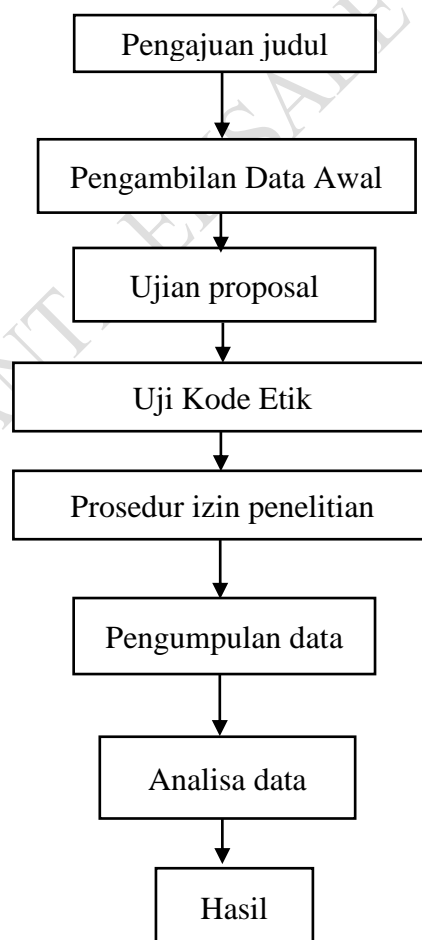 Pengajuan judul
Pengambilan Data Awal
Ujian proposal
Uji Kode Etik
Prosedur izin penelitian
Pengumpulan data
Analisa data
Hasil